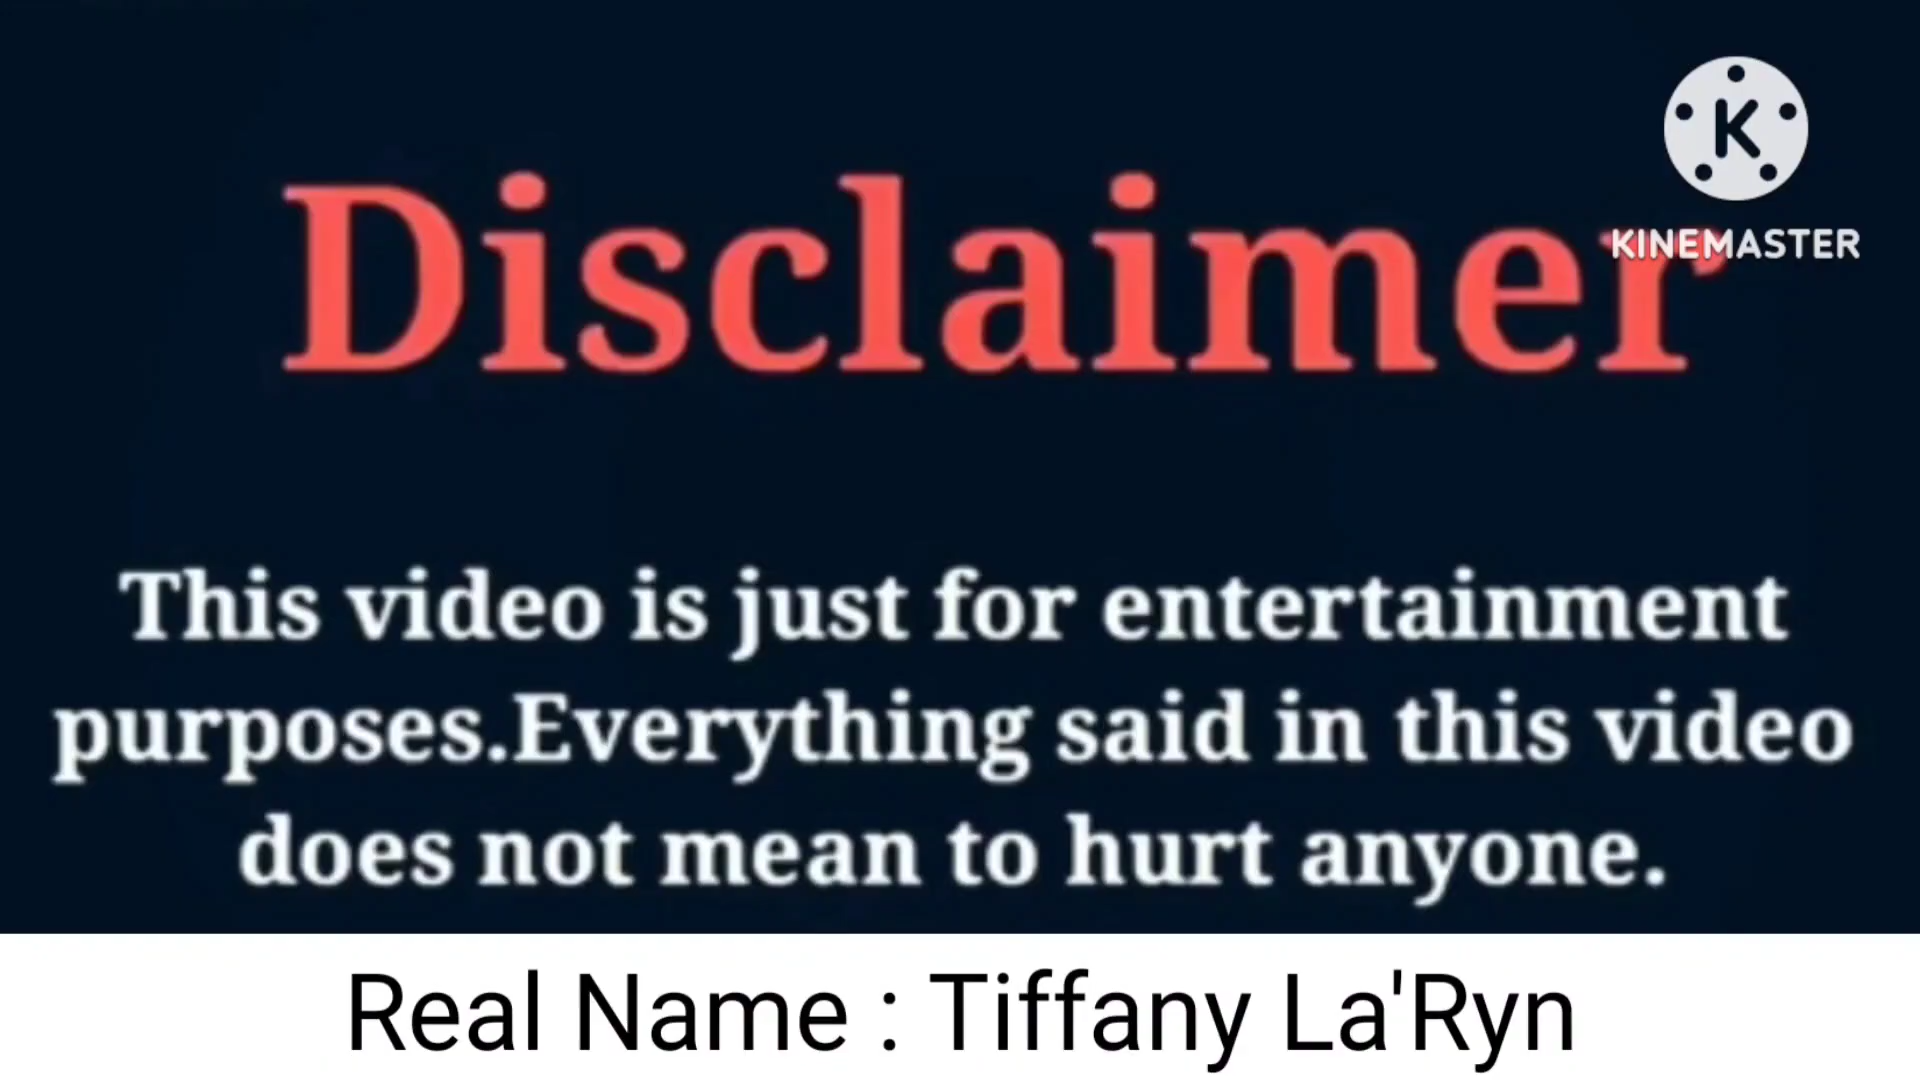 K
KINEMASTER
Disclaimer
This video is just for entertainment
purposes.Everything said in this video
does not mean to hurt anyone.
Real Name : Tiffany La'Ryn